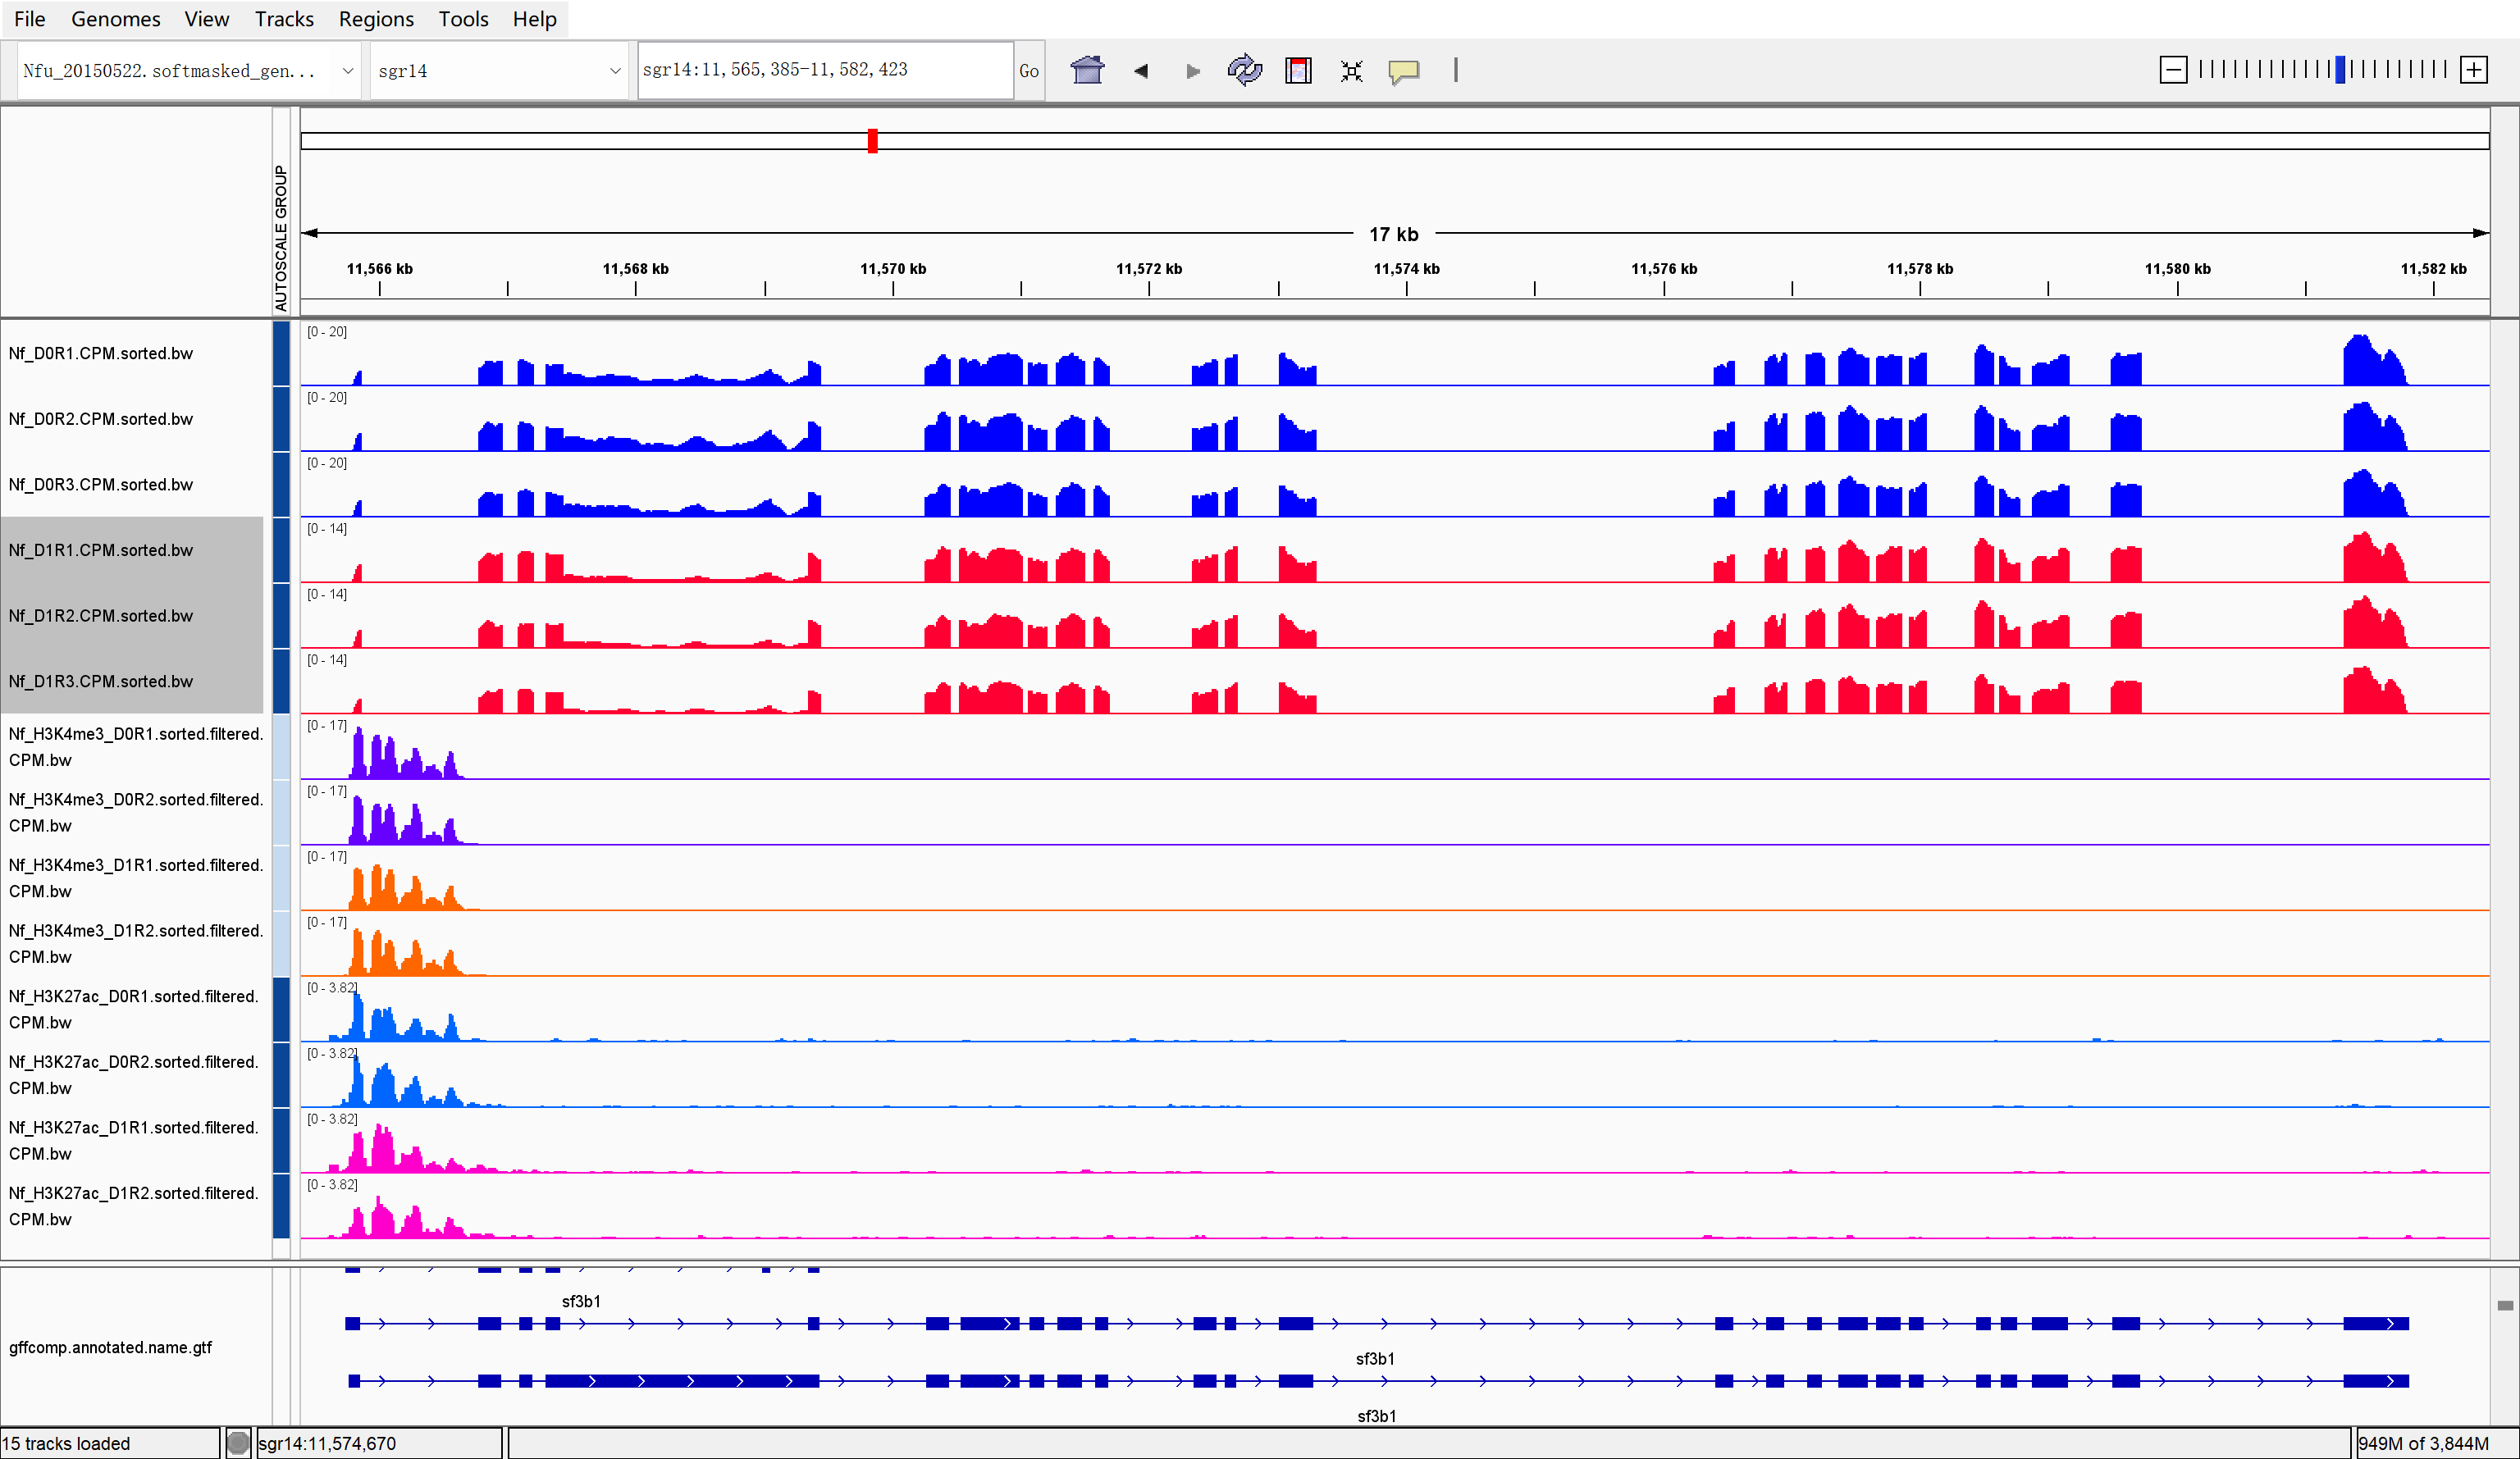 File Genomes View Tracks Regions Tools Help
Nfu_20150522.softmasked_gen... sgr14 sgr14:11,565,385-11,582,423 Go
AUTOSCALE GROUP
17 kb
11,566 kb 11,568 kb 11,570 kb 11,572 kb 11,574 kb 11,576 kb 11,578 kb 11,580 kb 11,582 kb
[0 - 20]
Nf_D0R1.CPM.sorted.bw
[0 - 20]
Nf_D0R2.CPM.sorted.bw
[0 - 20]
Nf_D0R3.CPM.sorted.bw
[0 - 14]
Nf_D1R1.CPM.sorted.bw
[0 - 14]
Nf_D1R2.CPM.sorted.bw
[0 - 14]
Nf_D1R3.CPM.sorted.bw
[0 - 17]
Nf_H3K4me3_D0R1.sorted.filtered.
CPM.bw
[0 - 17]
Nf_H3K4me3_D0R2.sorted.filtered.
CPM.bw
[0 - 17]
Nf_H3K4me3_D1R1.sorted.filtered.
CPM.bw
[0 - 17]
Nf_H3K4me3_D1R2.sorted.filtered.
CPM.bw
[0 - 3.82]
Nf_H3K27ac_D0R1.sorted.filtered.
CPM.bw
[0 - 3.82]
Nf_H3K27ac_D0R2.sorted.filtered.
CPM.bw
[0 - 3.82]
Nf_H3K27ac_D1R1.sorted.filtered.
CPM.bw
[0 - 3.82]
Nf_H3K27ac_D1R2.sorted.filtered.
CPM.bw
sf3b1
gffcomp.annotated.name.gtf
sf3b1
sf3b1
15 tracks loaded sgr14:11,574,670 949M of 3,844M